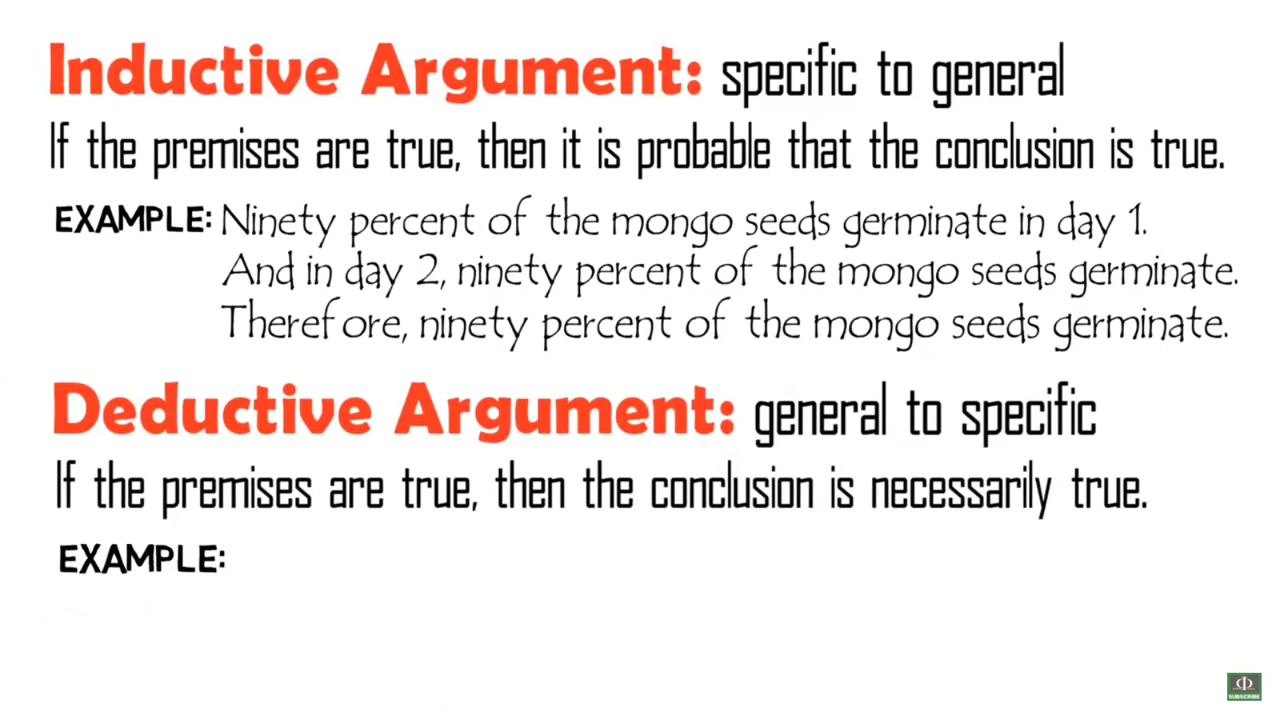 Inductive Argument: specific to general
If the premises are true, then it is probable that the conclusion is true.
EXAMPLE: Ninety percent of the mongo seeds germinate in day 1.
And in day 2, ninety percent of the mongo seeds germinate.
Therefore, ninety percent of the mongo seeds germinate.
Deductive Argument: general to specific
If the premises are true, then the conclusion is necessarily true.
EXAMPLE:
SUBSCRIBE